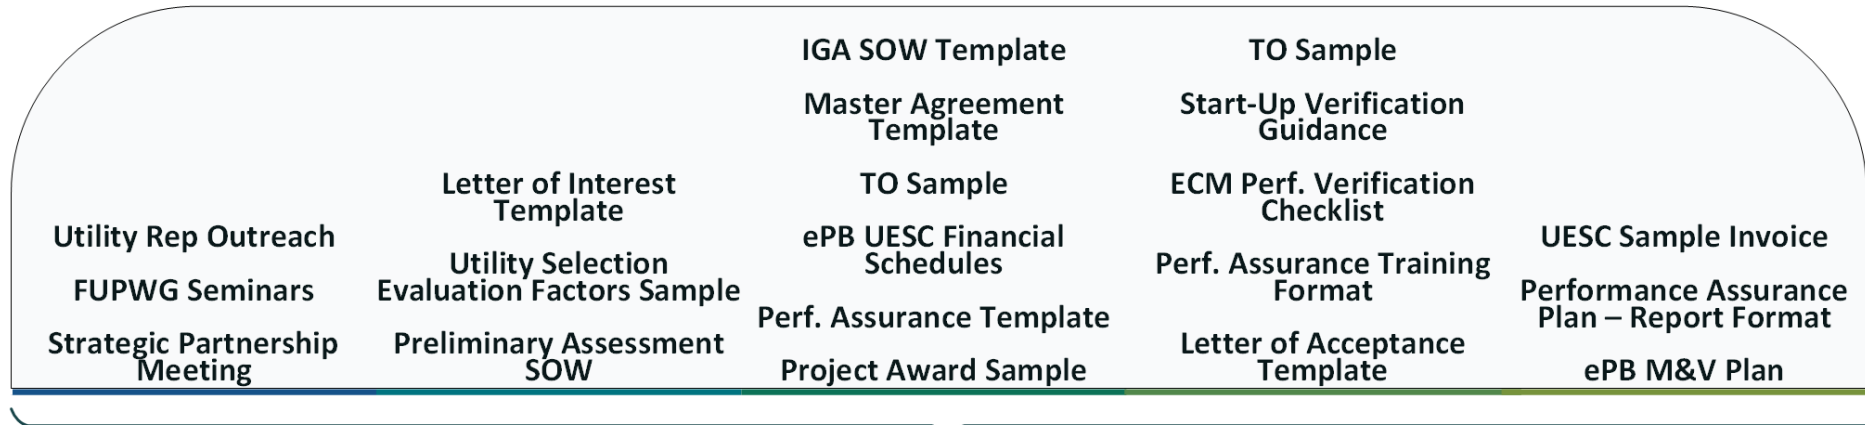 Utility Rep Outreach
FUPWG Seminars
Strategic Partnership
Meeting
Letter of Interest
Template
Utility Selection
Evaluation Factors Sample
Preliminary Assessment
SOW
IGA SOW Template
Master Agreement
Template
TO Sample
ePB UESC Financial
Schedules
Perf. Assurance Template
Project Award Sample
TO Sample
Start-Up Verification
Guidance
ECM Perf. Verification
Checklist
Perf. Assurance Training
Format
Letter of Acceptance
Template
UESC Sample Invoice
Performance Assurance
Plan – Report Format
ePB M&V Plan